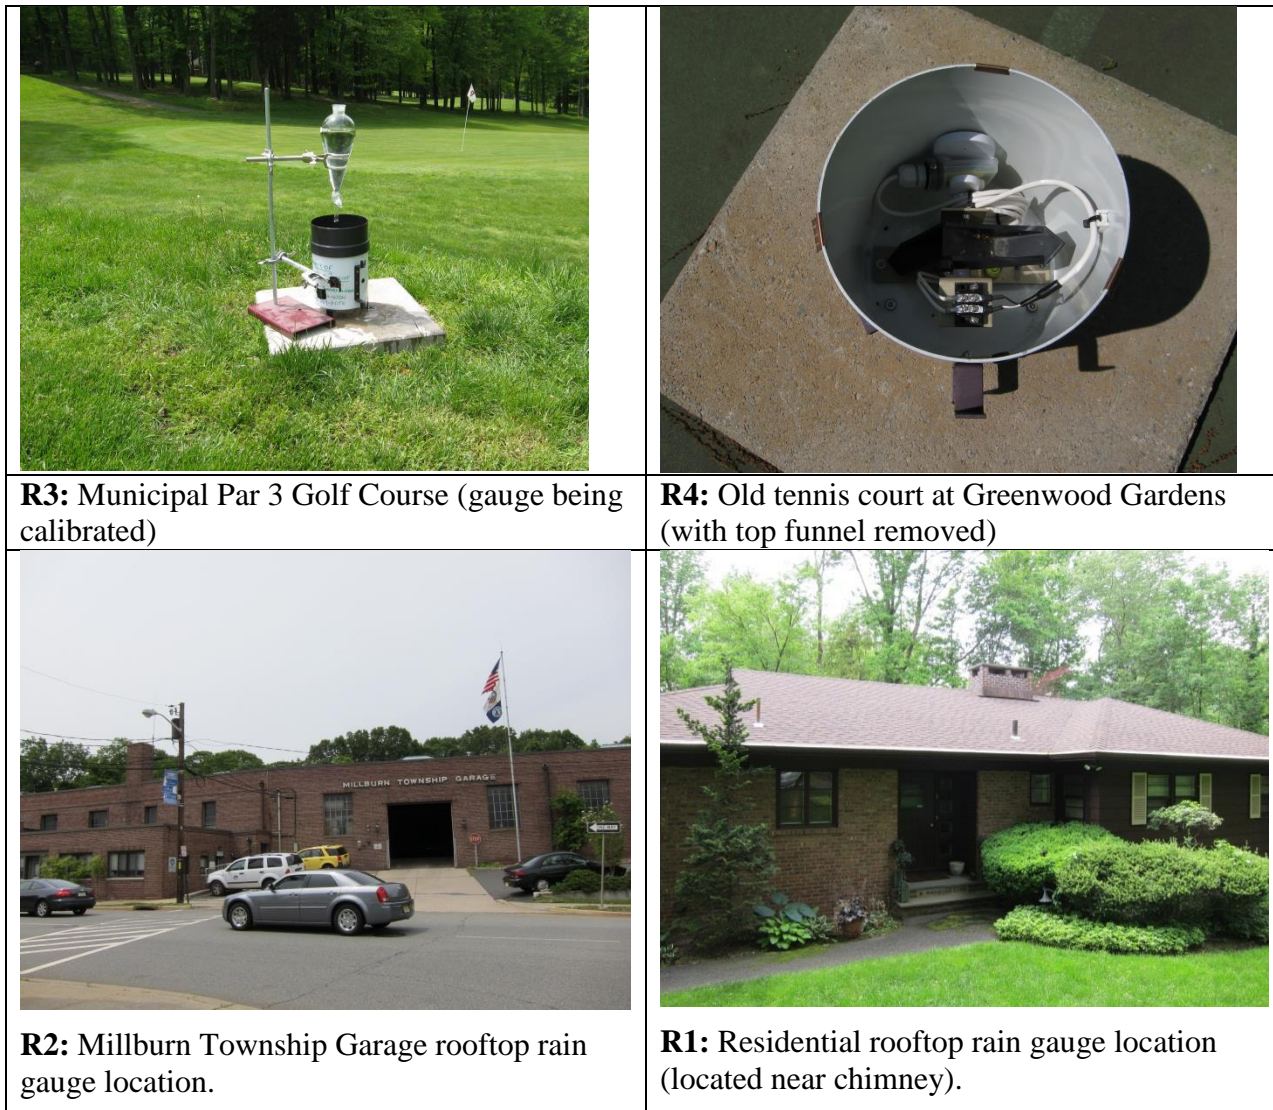 R3: Municipal Par 3 Golf Course (gauge being
calibrated)
R4: Old tennis court at Greenwood Gardens
(with top funnel removed)
MILLBURN TOWNSHIP GARAGE
R2: Millburn Township Garage rooftop rain
gauge location.
R1: Residential rooftop rain gauge location
(located near chimney).